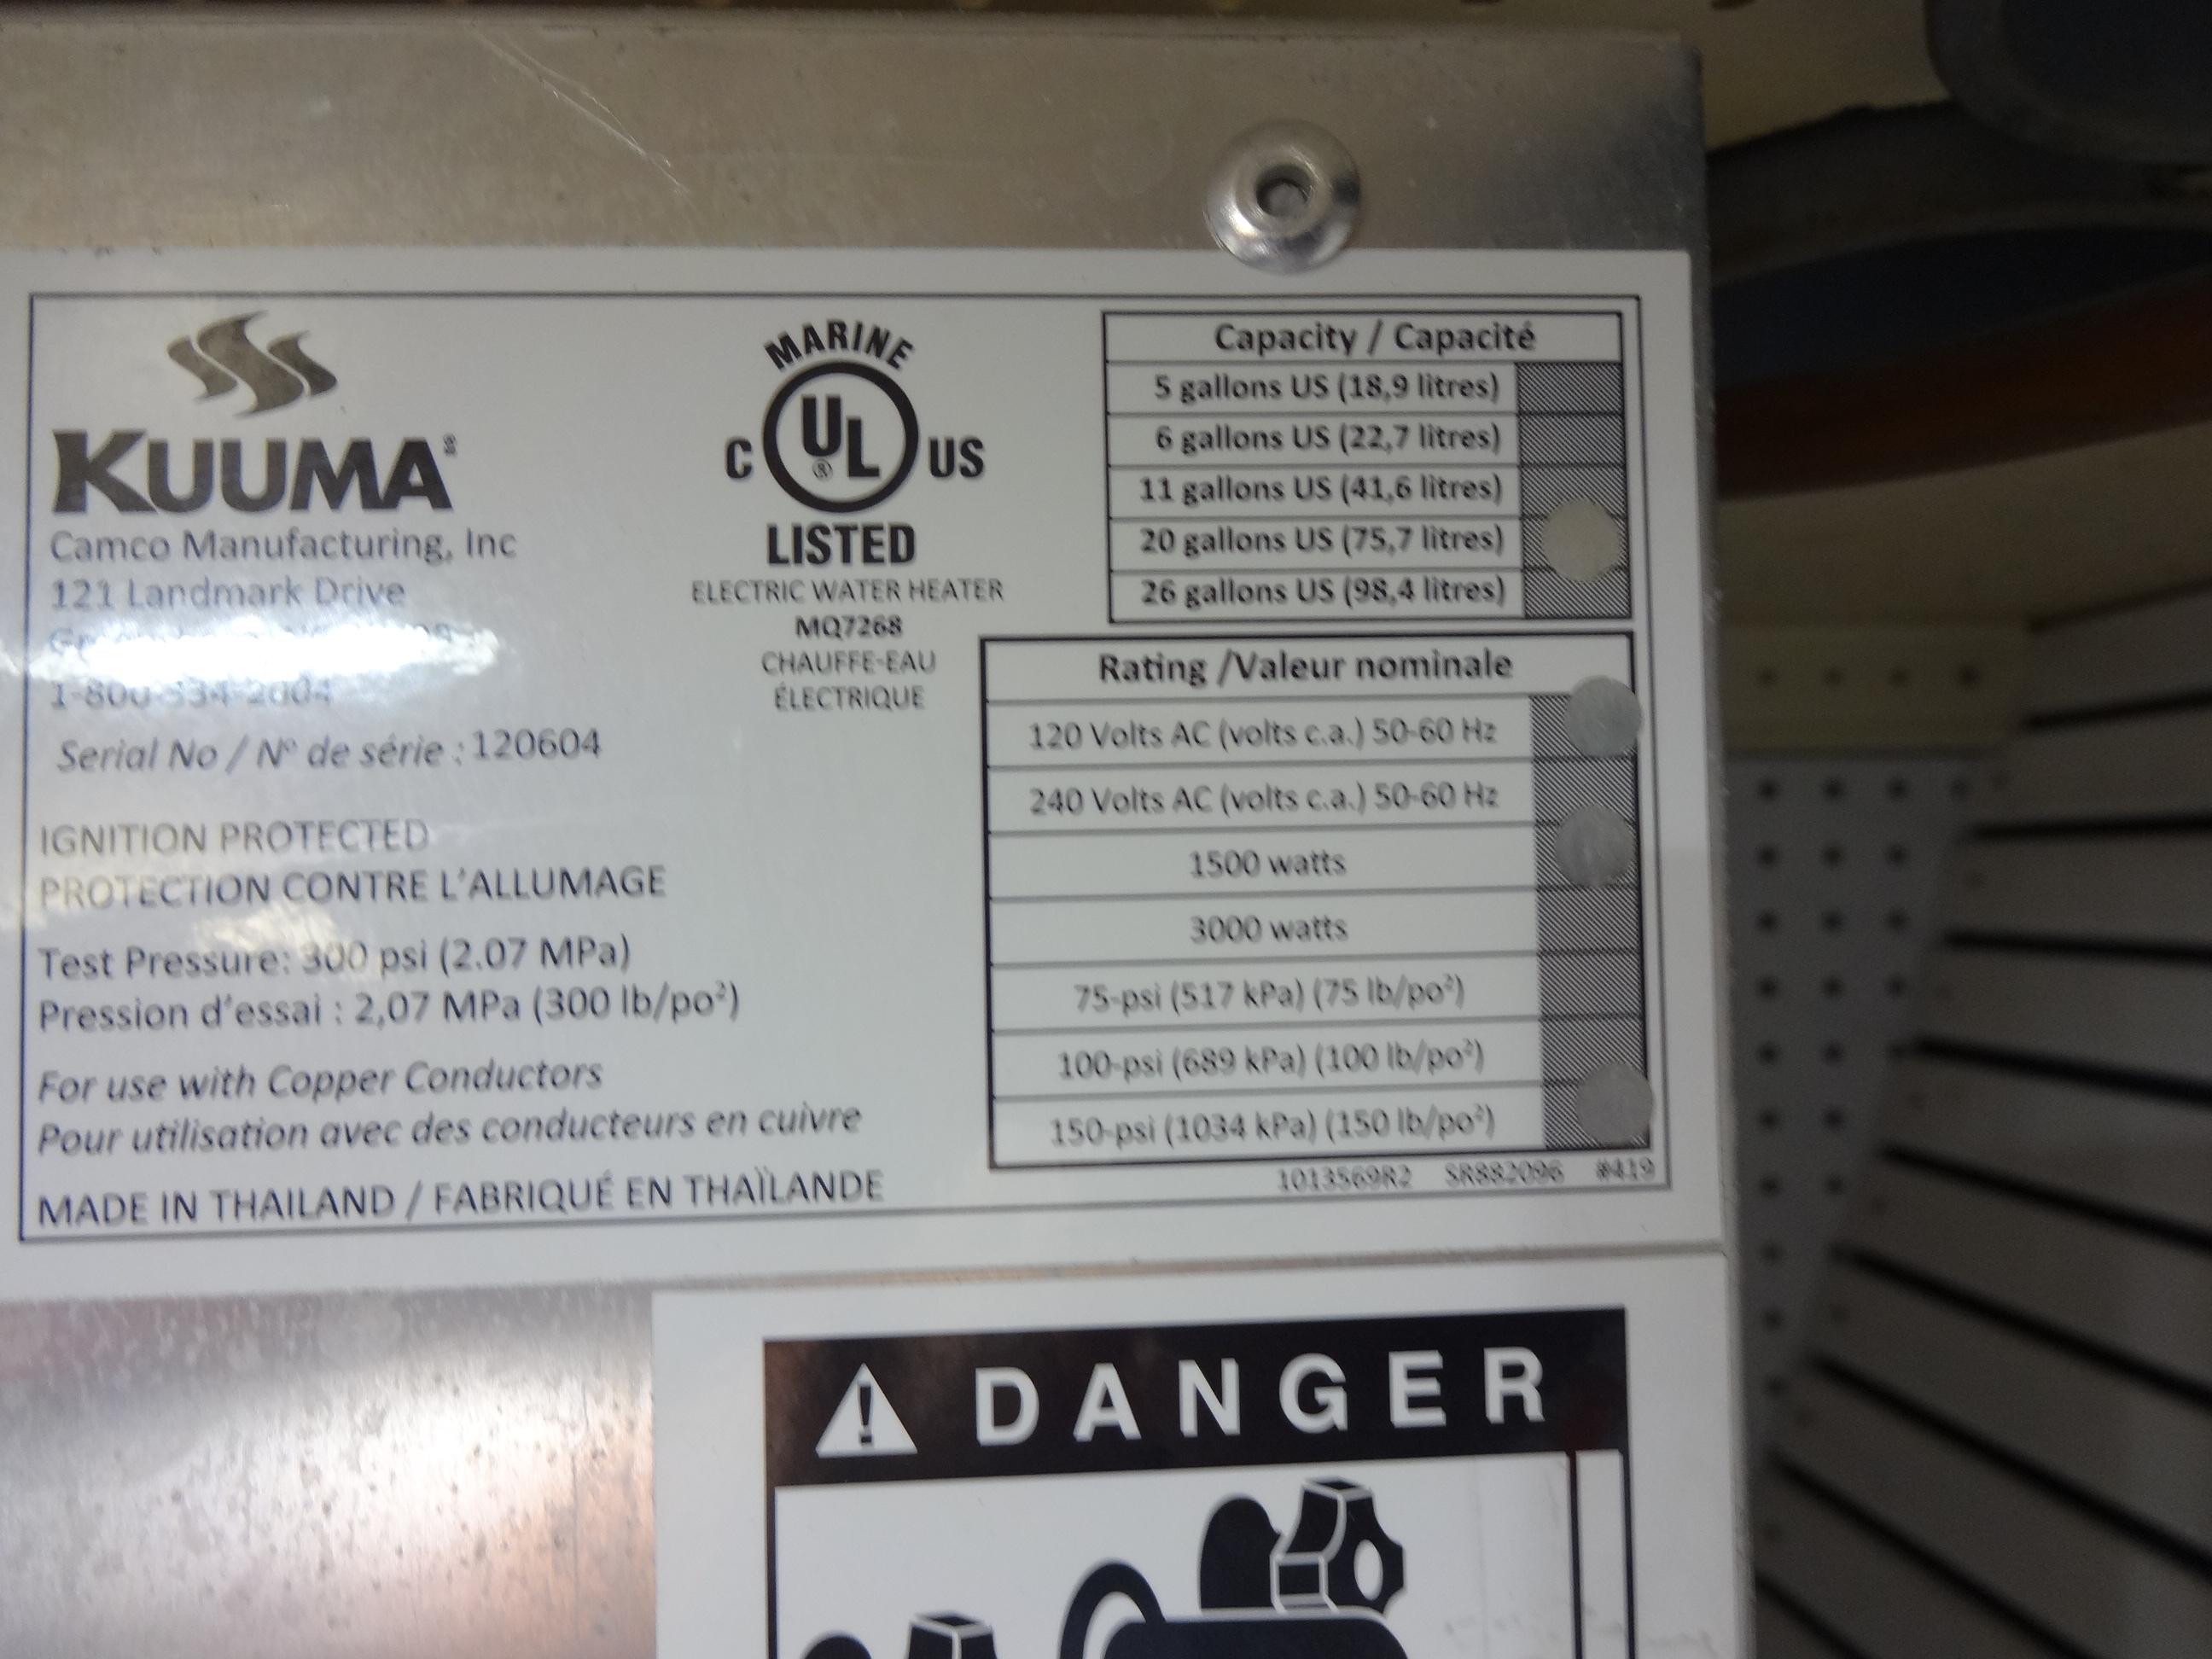 KUUMA
Camco Manufacturing, Inc
121 Landmark Drive
1-800-334-2004
Serial No / N° de série : 120604
IGNITION PROTECTED
PROTECTION CONTRE L'ALLUMAGE
Test Pressure: 300 psi (2.07 MPa)
Pression d'essai : 2,07 MPa (300 lb/po²)
For use with Copper Conductors
Pour utilisation avec des conducteurs en cuivre
MADE IN THAILAND / FABRIQUÉ EN THAÏLANDE
MARINE
C UL ® US
LISTED
ELECTRIC WATER HEATER
MQ7268
CHAUFFE-EAU
ÉLECTRIQUE
Capacity / Capacité
5 gallons US (18,9 litres)
6 gallons US (22,7 litres)
11 gallons US (41,6 litres)
20 gallons US (75,7 litres)
26 gallons US (98,4 litres)
Rating /Valeur nominale
120 Volts AC (volts c.a.) 50-60 Hz
240 Volts AC (volts c.a.) 50-60 Hz
1500 watts
3000 watts
75-psi (517 kPa) (75 lb/po²)
100-psi (689 kPa) (100 lb/po²)
150-psi (1034 kPa) (150 lb/po²)
1013569R2 SR882096 #419
DANGER